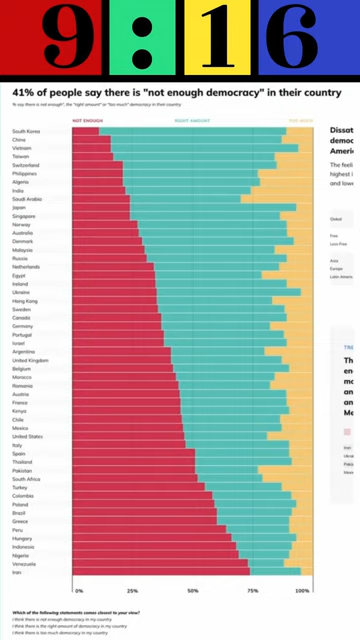 9:16
41% of people say there is "not enough democracy" in their country
% say there is "not enough", the "right amount" or "too much" democracy in their country
NOT ENOUGH RIGHT AMOUNT TOO MUCH
South Korea
China
Vietnam
Taiwan
Switzerland
Philippines
Algeria
India
Saudi Arabia
Japan
Singapore
Norway
Australia
Denmark
Malaysia
Russia
Netherlands
Egypt
Ireland
Ukraine
Hong Kong
Sweden
Canada
Germany
Portugal
Israel
Argentina
United Kingdom
Belgium
Morocco
Romania
Austria
France
Kenya
Chile
Mexico
United States
Italy
Spain
Thailand
Pakistan
South Africa
Turkey
Colombia
Poland
Brazil
Greece
Peru
Hungary
Indonesia
Nigeria
Venezuela
Iran
0% 25% 50% 75% 100%
Which of the following statements comes closest to your view?
I think there is not enough democracy in my country
I think there is the right amount of democracy in my country
I think there is too much democracy in my country
Dissat
democ
Ameri
The feeli
highest i
and lowe
Global
Free
Less Free
Asia
Europe
Latin Americ
TRE
Th
en
ma
an
an
Me
Iran
Ukrai
Pakis
Mexi